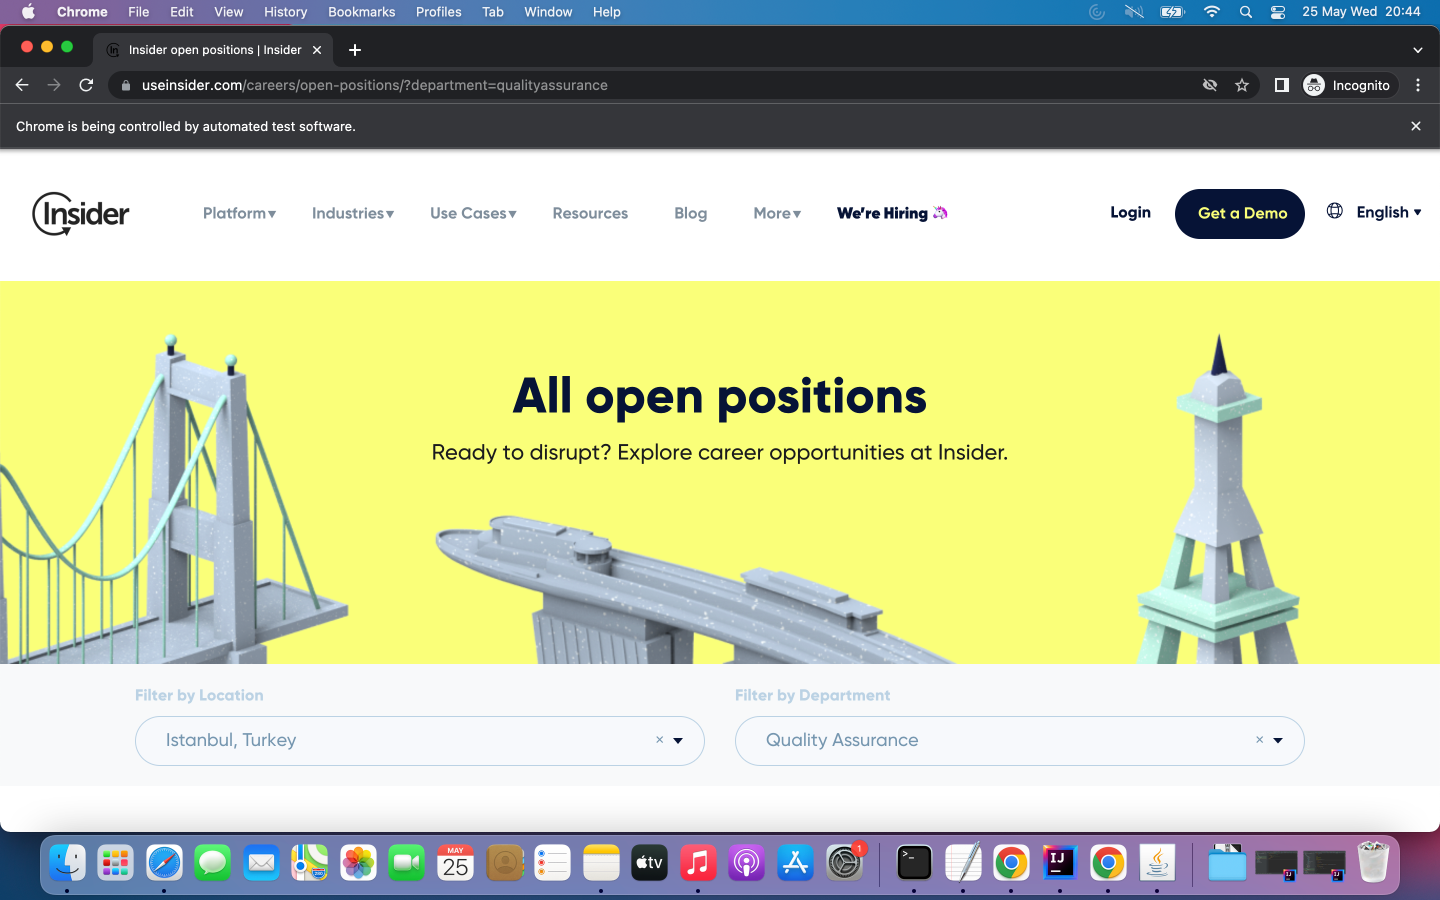 Chrome File Edit View History Bookmarks Profiles Tab Window Help 25 May Wed 20:44
Insider open positions | Insider
useinsider.com/careers/open-positions/?department=qualityassurance Incognito
Chrome is being controlled by automated test software.
Insider Platform Industries Use Cases Resources Blog More We're Hiring Login Get a Demo English
All open positions
Ready to disrupt? Explore career opportunities at Insider.
Filter by Location Filter by Department
Istanbul, Turkey × Quality Assurance ×
MAY
25
tv
1
>_
IJ